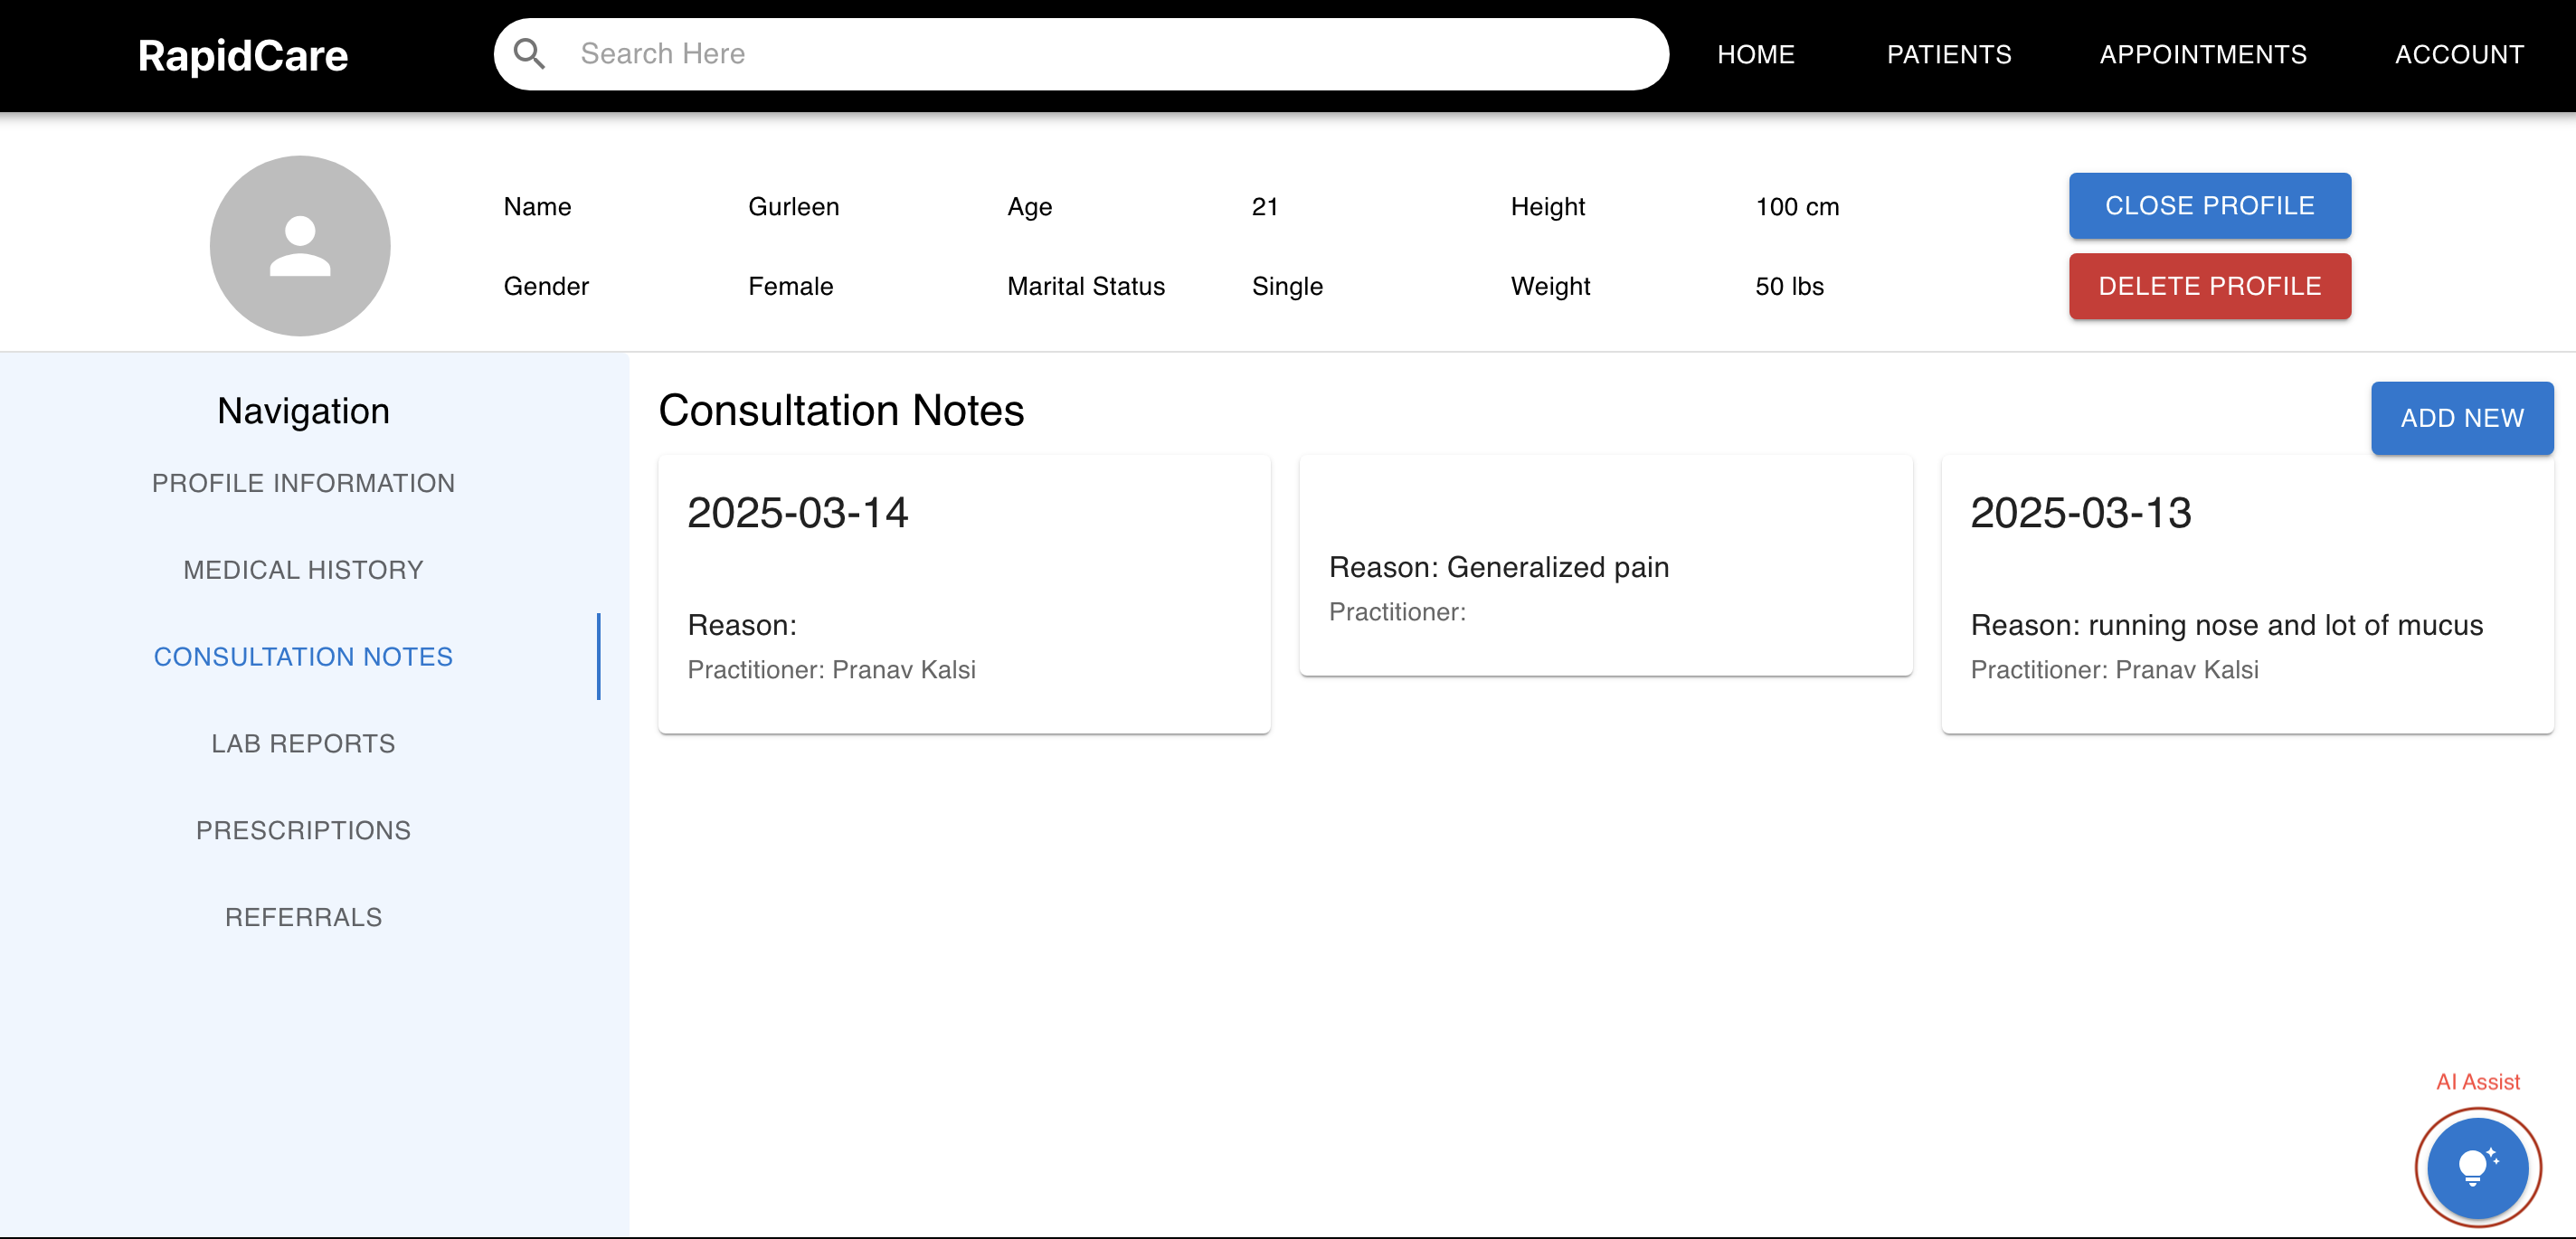 RapidCare
Search Here
HOME
PATIENTS
APPOINTMENTS
ACCOUNT
Name Gurleen Age 21 Height 100 cm
CLOSE PROFILE
Gender Female Marital Status Single Weight 50 lbs
DELETE PROFILE
Navigation
PROFILE INFORMATION
MEDICAL HISTORY
CONSULTATION NOTES
LAB REPORTS
PRESCRIPTIONS
REFERRALS
Consultation Notes
ADD NEW
2025-03-14
Reason:
Practitioner: Pranav Kalsi
Reason: Generalized pain
Practitioner:
2025-03-13
Reason: running nose and lot of mucus
Practitioner: Pranav Kalsi
AI Assist